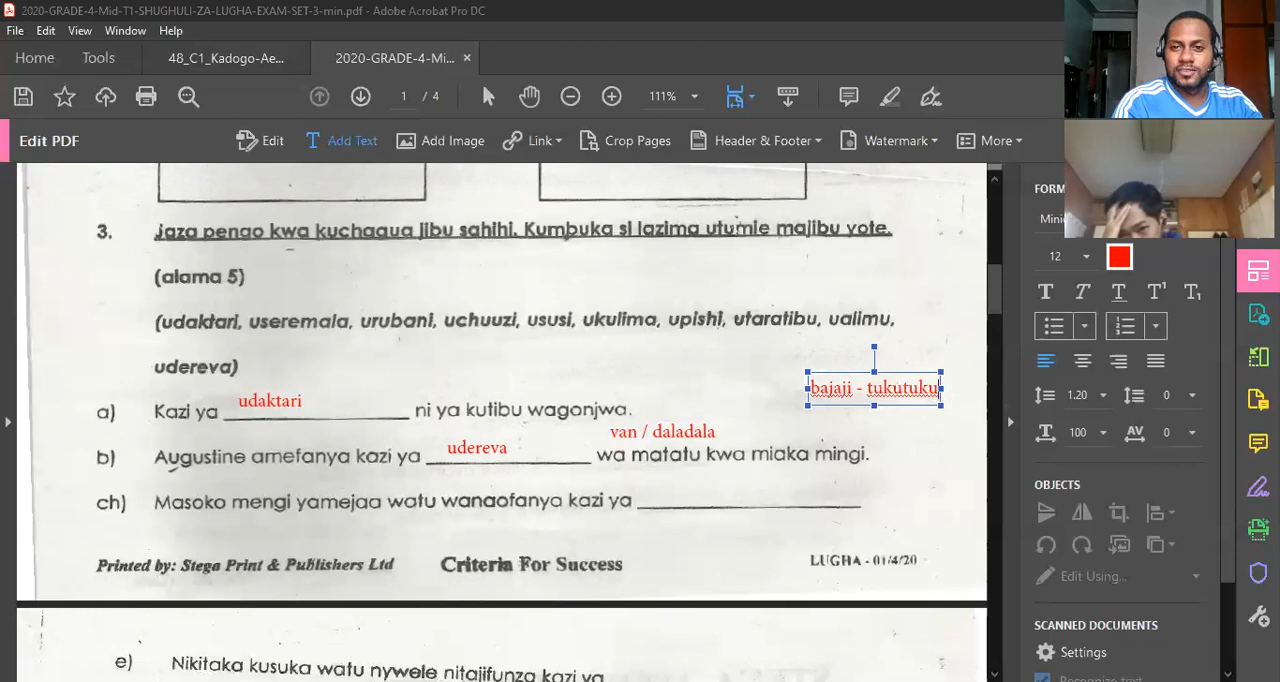 2020-GRADE-4-Mid-T1-SHUGHULI-ZA-LUGHA-EXAM-SET-3-min.pdf - Adobe Acrobat Pro DC
File Edit View Window Help
Home Tools 48_C1_Kadogo-Ae... 2020-GRADE-4-Mi... ×
1 / 4 111%
Edit PDF Edit Add Text Add Image Link Crop Pages Header & Footer Watermark More
FORM
Mini
12
1.20 0
100 0
OBJECTS
Edit Using...
SCANNED DOCUMENTS
Settings
Recognize text
3. Jaza pengo kwa kuchagua jibu sahihi. Kumbuka si lazima utumie majibu yote.
(alama 5)
(udaktari, useremala, urubani, uchuuzi, ususi, ukulima, upishi, utaratibu, ualimu,
udereva)
bajaji - tukutuku
a) Kazi ya udaktari ni ya kutibu wagonjwa.
van / daladala
b) Augustine amefanya kazi ya udereva wa matatu kwa miaka mingi.
ch) Masoko mengi yamejaa watu wanaofanya kazi ya
Printed by: Stega Print & Publishers Ltd Criteria For Success LUGHA - 01/4/20
e) Nikitaka kusuka watu nywele nitajifunza kazi ya